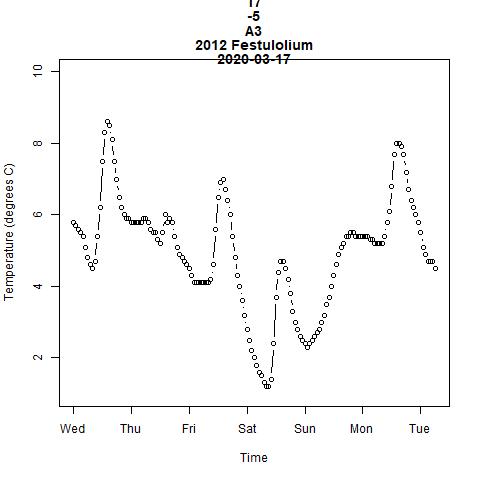 17
-5
A3
2012 Festulolium
2020-03-17
Temperature (degrees C)
10
8
6
4
2
Wed Thu Fri Sat Sun Mon Tue
Time